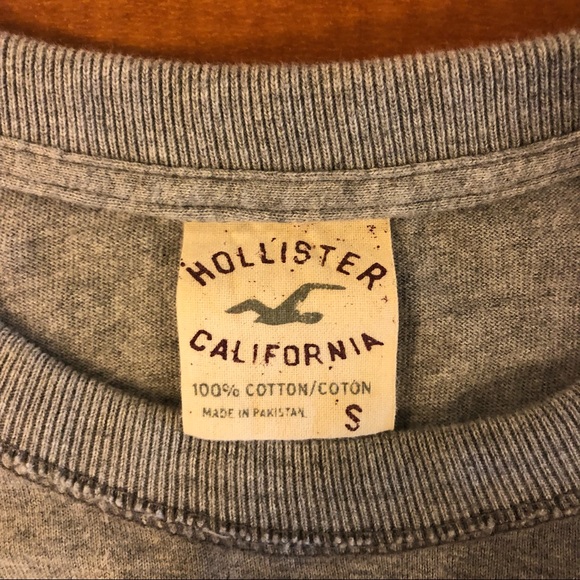 HOLLISTER
CALIFORNIA
100% COTTON/COTON
MADE IN PAKISTAN
S